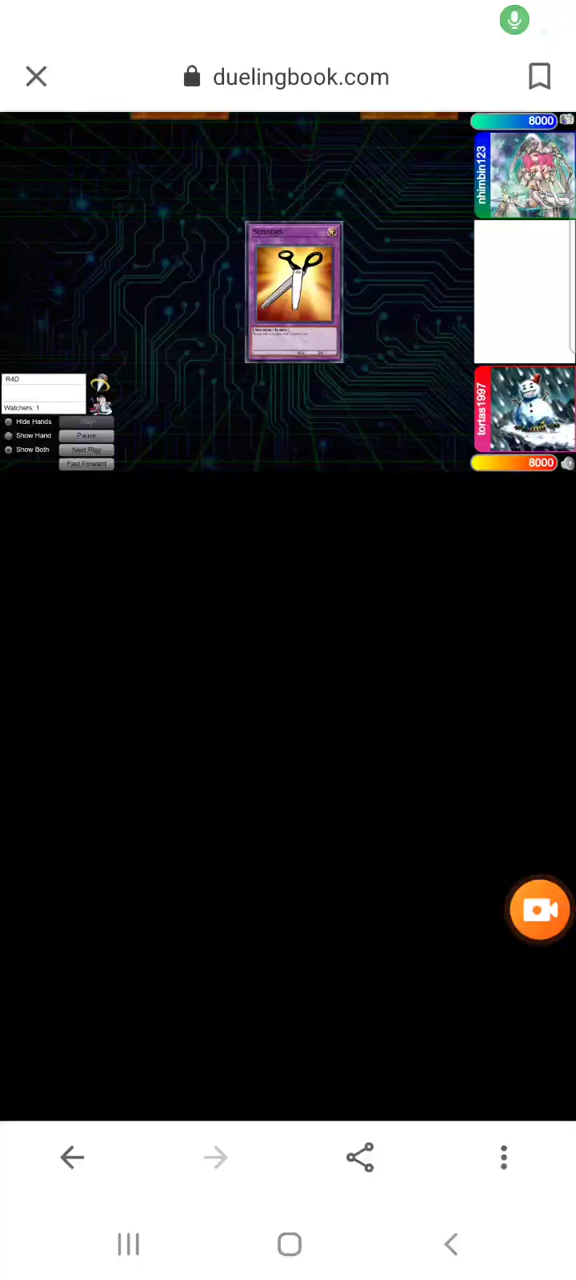 duelingbook.com
8000
nhimbin123
Scissors
R4D
Watchers: 1
Hide Hands
Show Hand
Pause
Show Both
Next Play
Fast Forward
tortas1997
8000